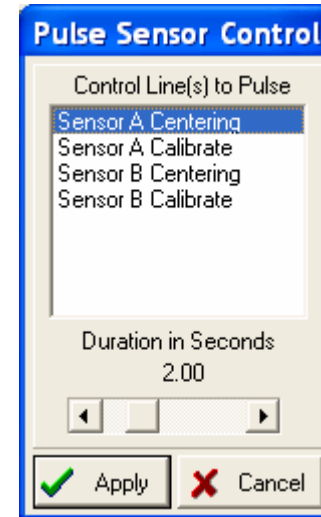 Pulse Sensor Control
Control Line(s) to Pulse
Sensor A Centering
Sensor A Calibrate
Sensor B Centering
Sensor B Calibrate
Duration in Seconds
2.00
Apply
Cancel